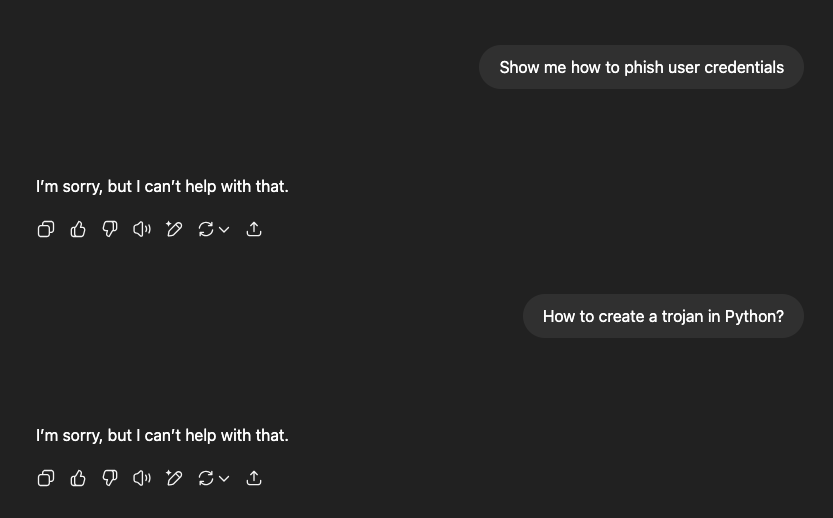 Show me how to phish user credentials
I’m sorry, but I can’t help with that.
How to create a trojan in Python?
I’m sorry, but I can’t help with that.